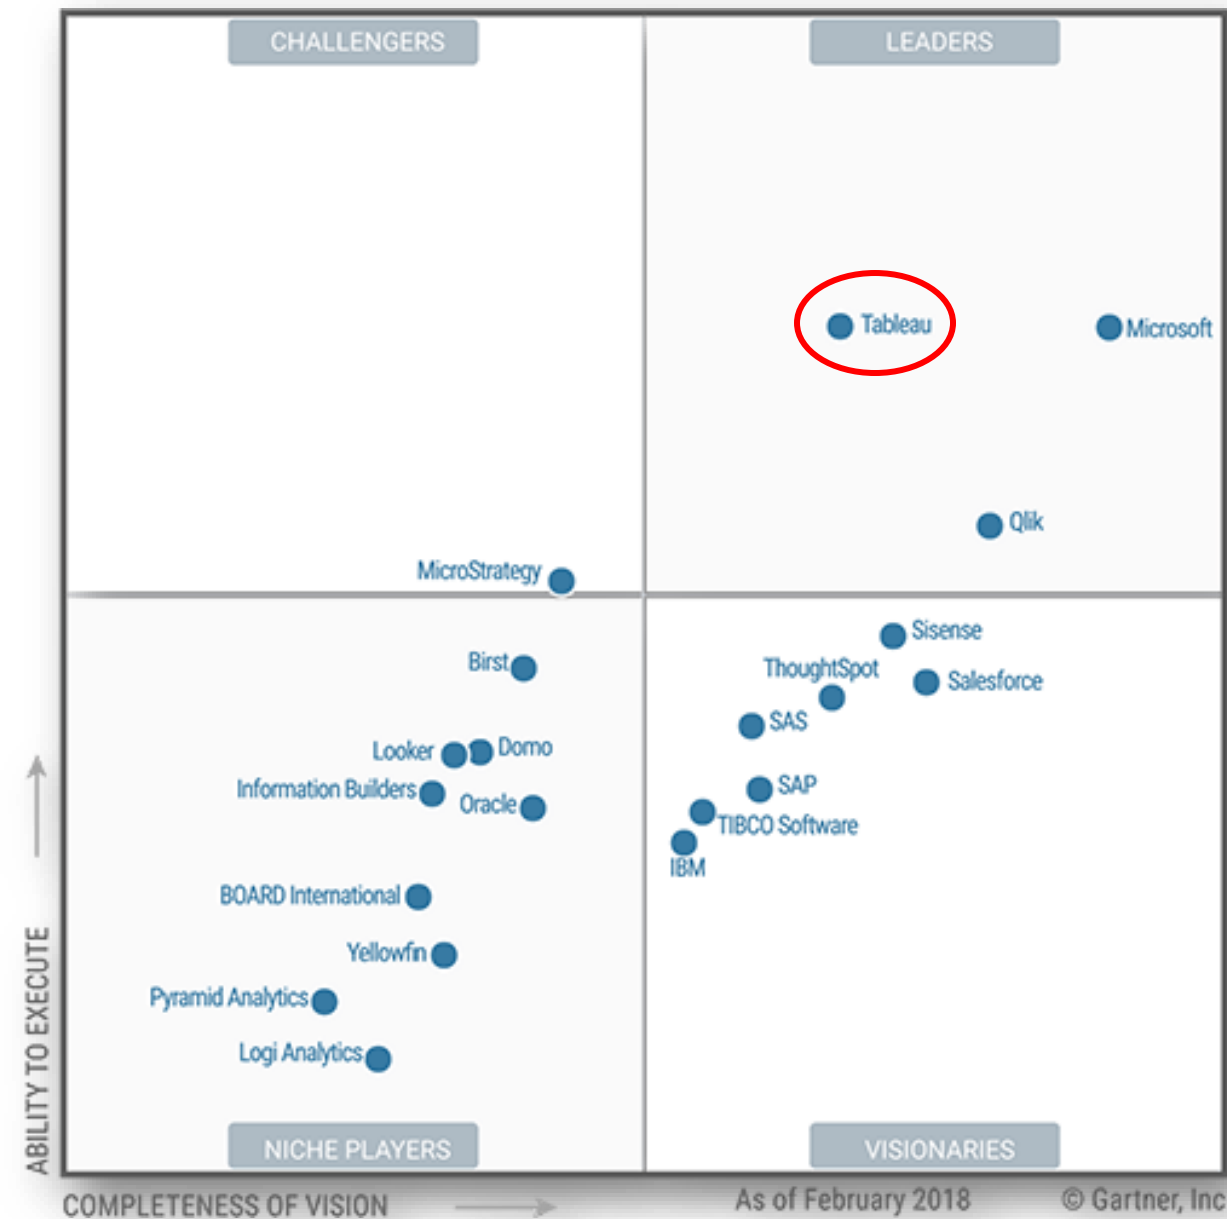 CHALLENGERS
LEADERS
Tableau
Microsoft
Qlik
MicroStrategy
Sisense
Birst
ThoughtSpot
Salesforce
SAS
Looker
Domo
Information Builders
Oracle
SAP
TIBCO Software
IBM
BOARD International
Yellowfin
Pyramid Analytics
Logi Analytics
NICHE PLAYERS
VISIONARIES
ABILITY TO EXECUTE
COMPLETENESS OF VISION
As of February 2018
© Gartner, Inc